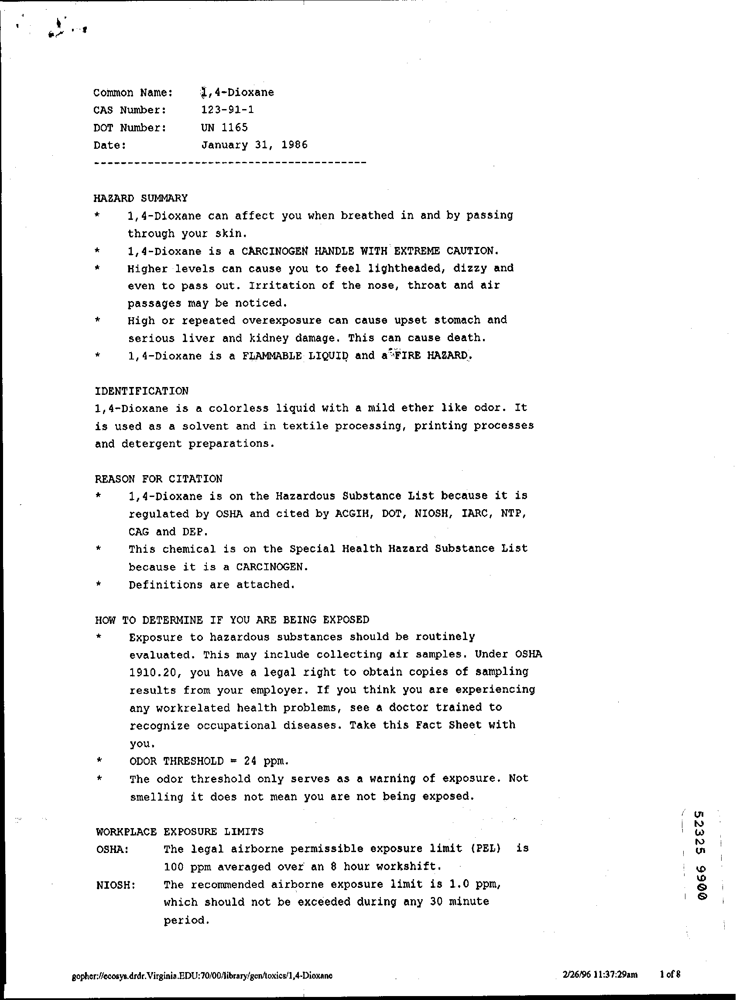 Common Name: 1,4-Dioxane
CAS Number: 123-91-1
DOT Number: UN 1165
Date: January 31, 1986
-----------------------------------------
HAZARD SUMMARY
* 1,4-Dioxane can affect you when breathed in and by passing
through your skin.
* 1,4-Dioxane is a CARCINOGEN HANDLE WITH EXTREME CAUTION.
* Higher levels can cause you to feel lightheaded, dizzy and
even to pass out. Irritation of the nose, throat and air
passages may be noticed.
* High or repeated overexposure can cause upset stomach and
serious liver and kidney damage. This can cause death.
* 1,4-Dioxane is a FLAMMABLE LIQUID and a FIRE HAZARD.
IDENTIFICATION
1,4-Dioxane is a colorless liquid with a mild ether like odor. It
is used as a solvent and in textile processing, printing processes
and detergent preparations.
REASON FOR CITATION
* 1,4-Dioxane is on the Hazardous Substance List because it is
regulated by OSHA and cited by ACGIH, DOT, NIOSH, IARC, NTP,
CAG and DEP.
* This chemical is on the Special Health Hazard Substance List
because it is a CARCINOGEN.
* Definitions are attached.
HOW TO DETERMINE IF YOU ARE BEING EXPOSED
* Exposure to hazardous substances should be routinely
evaluated. This may include collecting air samples. Under OSHA
1910.20, you have a legal right to obtain copies of sampling
results from your employer. If you think you are experiencing
any workrelated health problems, see a doctor trained to
recognize occupational diseases. Take this Fact Sheet with
you.
* ODOR THRESHOLD = 24 ppm.
* The odor threshold only serves as a warning of exposure. Not
smelling it does not mean you are not being exposed.
WORKPLACE EXPOSURE LIMITS
OSHA: The legal airborne permissible exposure limit (PEL) is
100 ppm averaged over an 8 hour workshift.
NIOSH: The recommended airborne exposure limit is 1.0 ppm,
which should not be exceeded during any 30 minute
period.
52325 9900
gopher://ecosys.drdr.Virginia.EDU:70/00/library/gen/toxics/1,4-Dioxane 2/26/96 11:37:29am 1 of 8